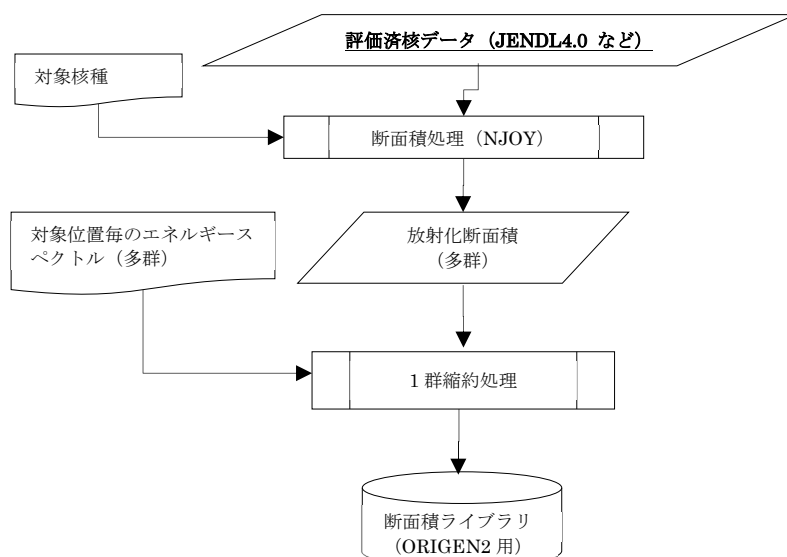 評価済核データ（JENDL4.0 など）
対象核種
断面積処理（NJOY）
対象位置毎のエネルギース
ペクトル（多群）
放射化断面積
（多群）
1 群縮約処理
断面積ライブラリ
（ORIGEN2 用）